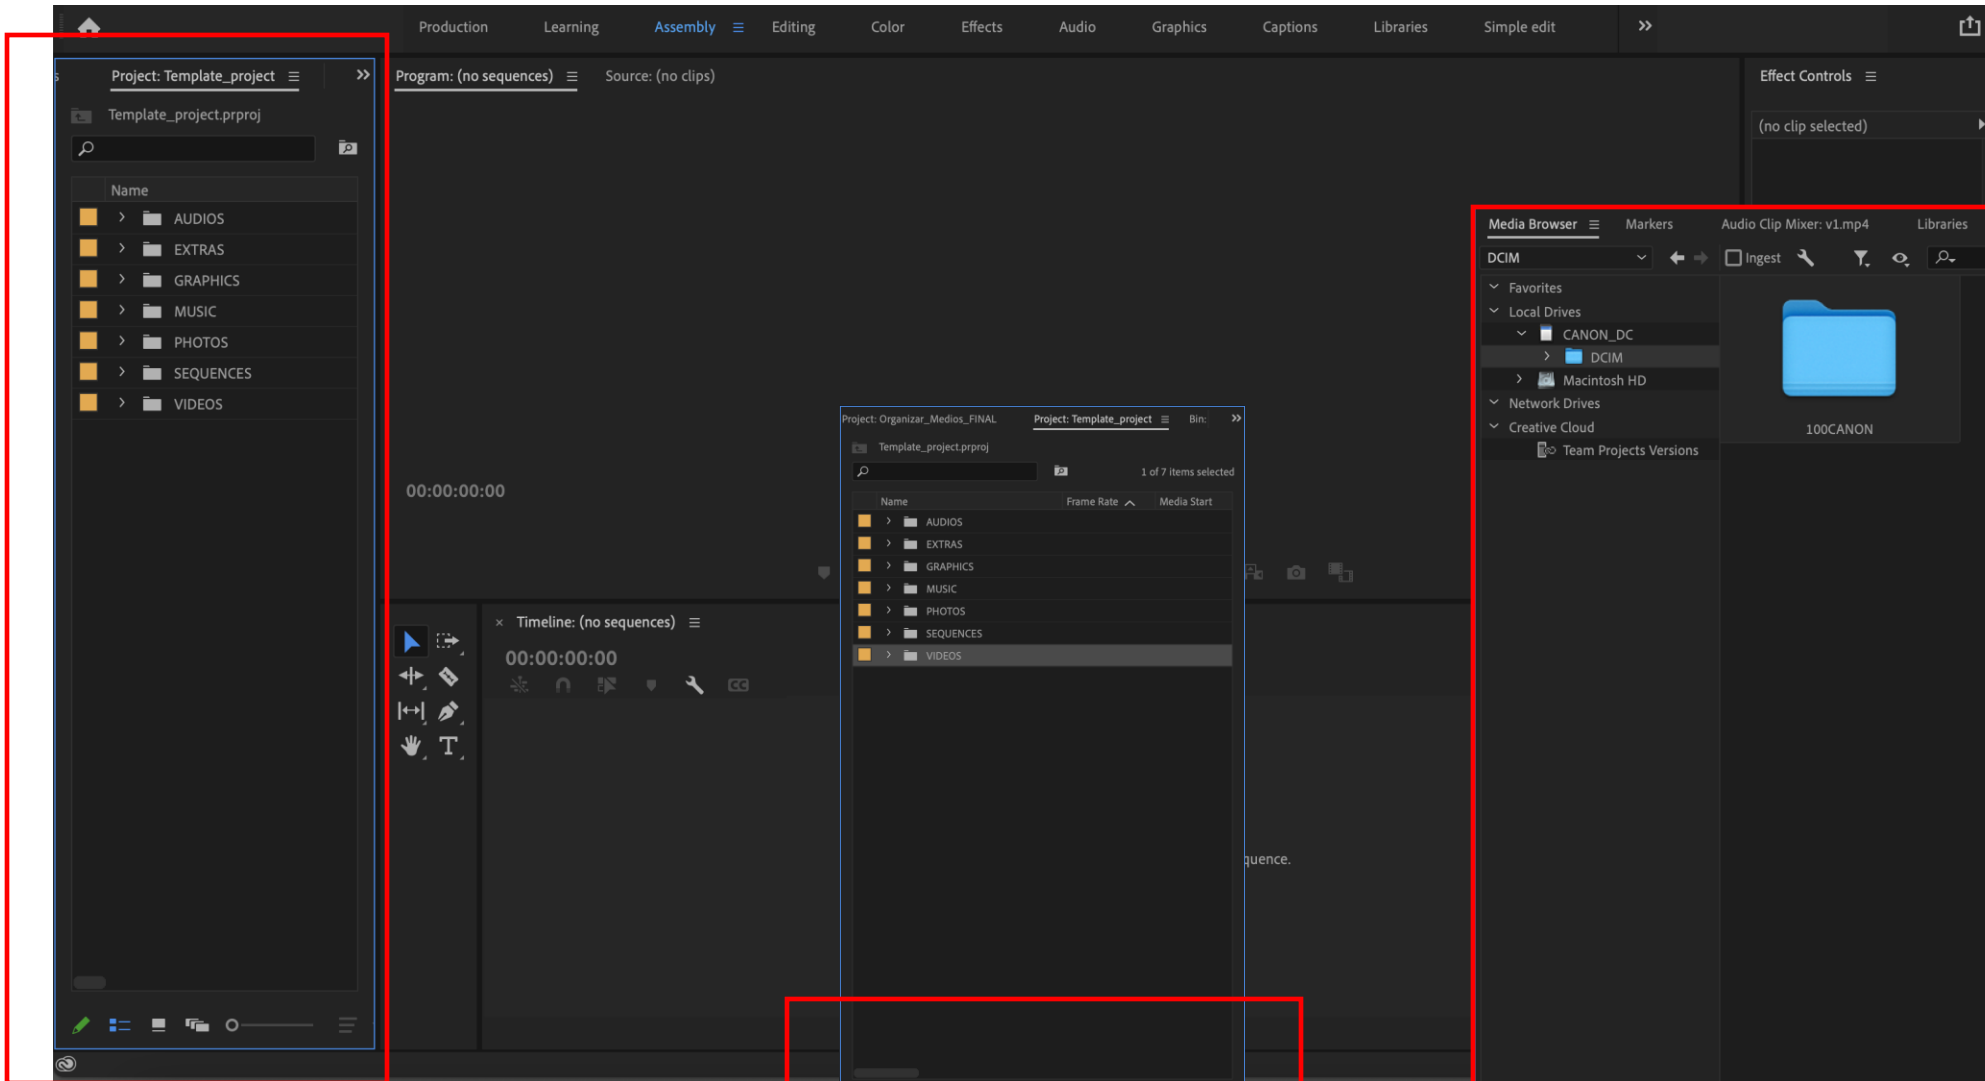 Production Learning Assembly Editing Color Effects Audio Graphics Captions Libraries Simple edit
Project: Template_project
Template_project.prproj
Name
AUDIOS
EXTRAS
GRAPHICS
MUSIC
PHOTOS
SEQUENCES
VIDEOS
Program: (no sequences) Source: (no clips)
00:00:00:00
Effect Controls
(no clip selected)
Media Browser Markers Audio Clip Mixer: v1.mp4 Libraries
DCIM Ingest
Favorites
Local Drives
CANON_DC
DCIM
Macintosh HD
Network Drives
Creative Cloud
Team Projects Versions
100CANON
Timeline: (no sequences)
00:00:00:00
CC
quence.
Project: Organizar_Medios_FINAL Project: Template_project Bin:
Template_project.prproj
1 of 7 items selected
Name Frame Rate Media Start
AUDIOS
EXTRAS
GRAPHICS
MUSIC
PHOTOS
SEQUENCES
VIDEOS